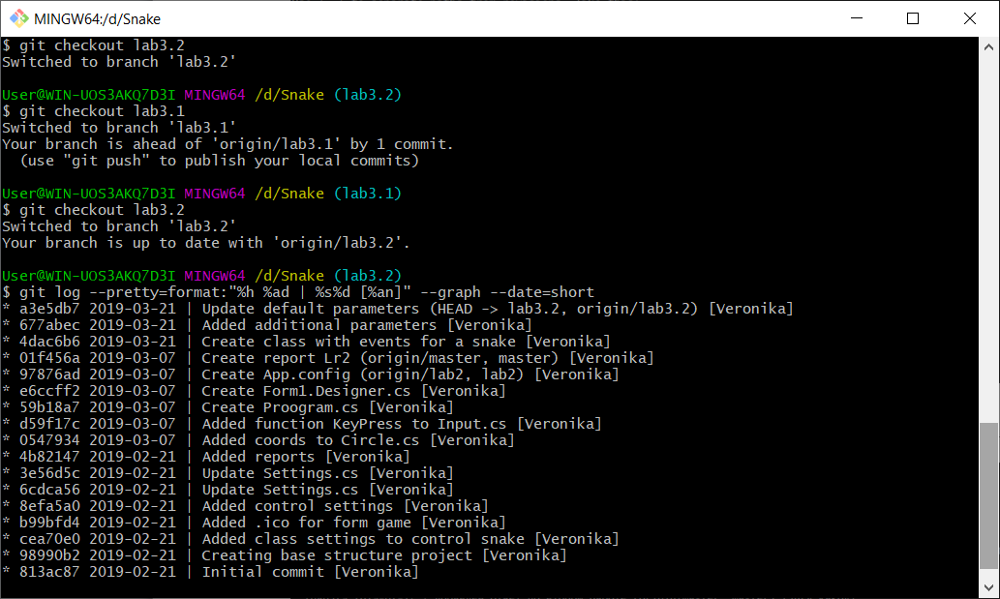 MINGW64:/d/Snake
$ git checkout lab3.2
Switched to branch 'lab3.2'
User@WIN-UOS3AKQ7D3I MINGW64 /d/Snake (lab3.2)
$ git checkout lab3.1
Switched to branch 'lab3.1'
Your branch is ahead of 'origin/lab3.1' by 1 commit.
  (use "git push" to publish your local commits)
User@WIN-UOS3AKQ7D3I MINGW64 /d/Snake (lab3.1)
$ git checkout lab3.2
Switched to branch 'lab3.2'
Your branch is up to date with 'origin/lab3.2'.
User@WIN-UOS3AKQ7D3I MINGW64 /d/Snake (lab3.2)
$ git log --pretty=format:"%h %ad | %s%d [%an]" --graph --date=short
* a3e5db7 2019-03-21 | Update default parameters (HEAD -> lab3.2, origin/lab3.2) [Veronika]
* 677abec 2019-03-21 | Added additional parameters [Veronika]
* 4dac6b6 2019-03-21 | Create class with events for a snake [Veronika]
* 01f456a 2019-03-07 | Create report Lr2 (origin/master, master) [Veronika]
* 97876ad 2019-03-07 | Create App.config (origin/lab2, lab2) [Veronika]
* e6ccff2 2019-03-07 | Create Form1.Designer.cs [Veronika]
* 59b18a7 2019-03-07 | Create Proogram.cs [Veronika]
* d59f17c 2019-03-07 | Added function KeyPress to Input.cs [Veronika]
* 0547934 2019-03-07 | Added coords to Circle.cs [Veronika]
* 4b82147 2019-02-21 | Added reports [Veronika]
* 3e56d5c 2019-02-21 | Update Settings.cs [Veronika]
* 6cdca56 2019-02-21 | Update Settings.cs [Veronika]
* 8efa5a0 2019-02-21 | Added control settings [Veronika]
* b99bfd4 2019-02-21 | Added .ico for form game [Veronika]
* cea70e0 2019-02-21 | Added class settings to control snake [Veronika]
* 98990b2 2019-02-21 | Creating base structure project [Veronika]
* 813ac87 2019-02-21 | Initial commit [Veronika]